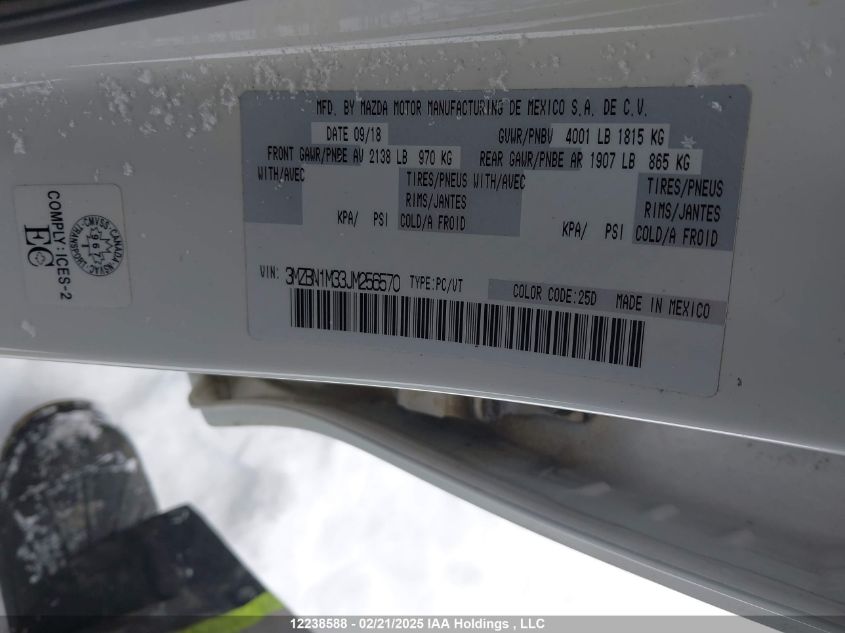 MFD. BY MAZDA MOTOR MANUFACTURING DE MEXICO S.A. DE C.V.
DATE 09/18 GVWR/PNBV 4001 LB 1815 KG
FRONT GAWR/PNBE AV 2138 LB 970 KG REAR GAWR/PNBE AR 1907 LB 865 KG
WITH/AVEC TIRES/PNEUS WITH/AVEC TIRES/PNEUS
RIMS/JANTES RIMS/JANTES
KPA/ PSI COLD/A FROID KPA/ PSI COLD/A FROID
VIN: 3MZBN1M33JM256570 TYPE:PC/VT COLOR CODE:25D MADE IN MEXICO
COMPLY: ICES-2
EC
CANADA
TRANSPORT
CMVSS
NSVAC
12238588 - 02/21/2025 IAA Holdings , LLC